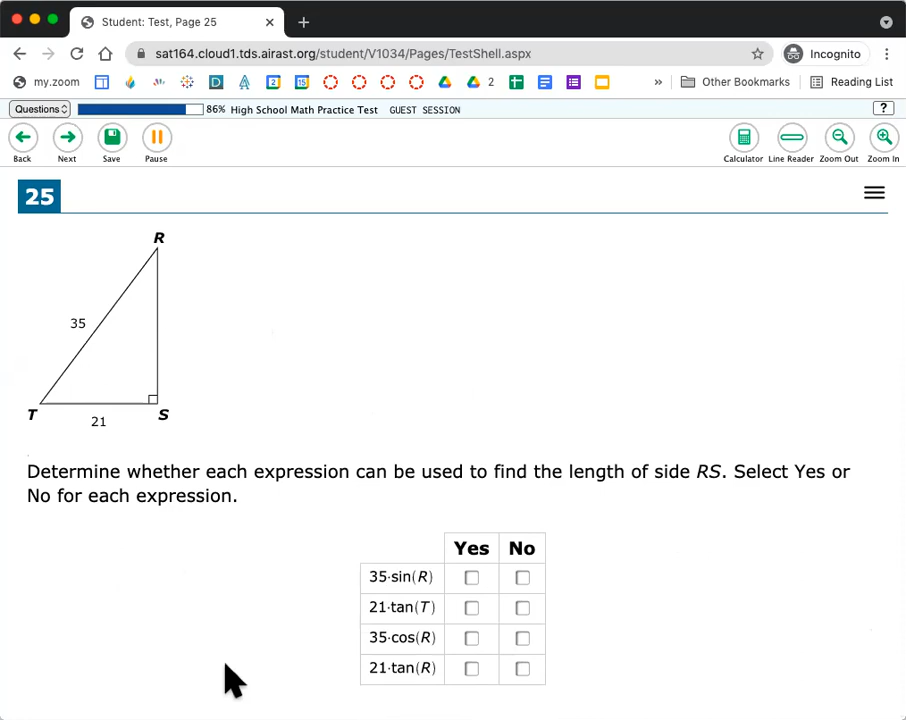 Student: Test, Page 25
sat164.cloud1.tds.airast.org/student/V1034/Pages/TestShell.aspx
Incognito
my.zoom
2
15
2
»
Other Bookmarks
Reading List
Questions
86%
High School Math Practice Test
GUEST SESSION
?
Back
Next
Save
Pause
Calculator
Line Reader
Zoom Out
Zoom In
25
R
35
T
S
21
Determine whether each expression can be used to find the length of side RS. Select Yes or
No for each expression.
Yes No
35·sin(R)
21·tan(T)
35·cos(R)
21·tan(R)